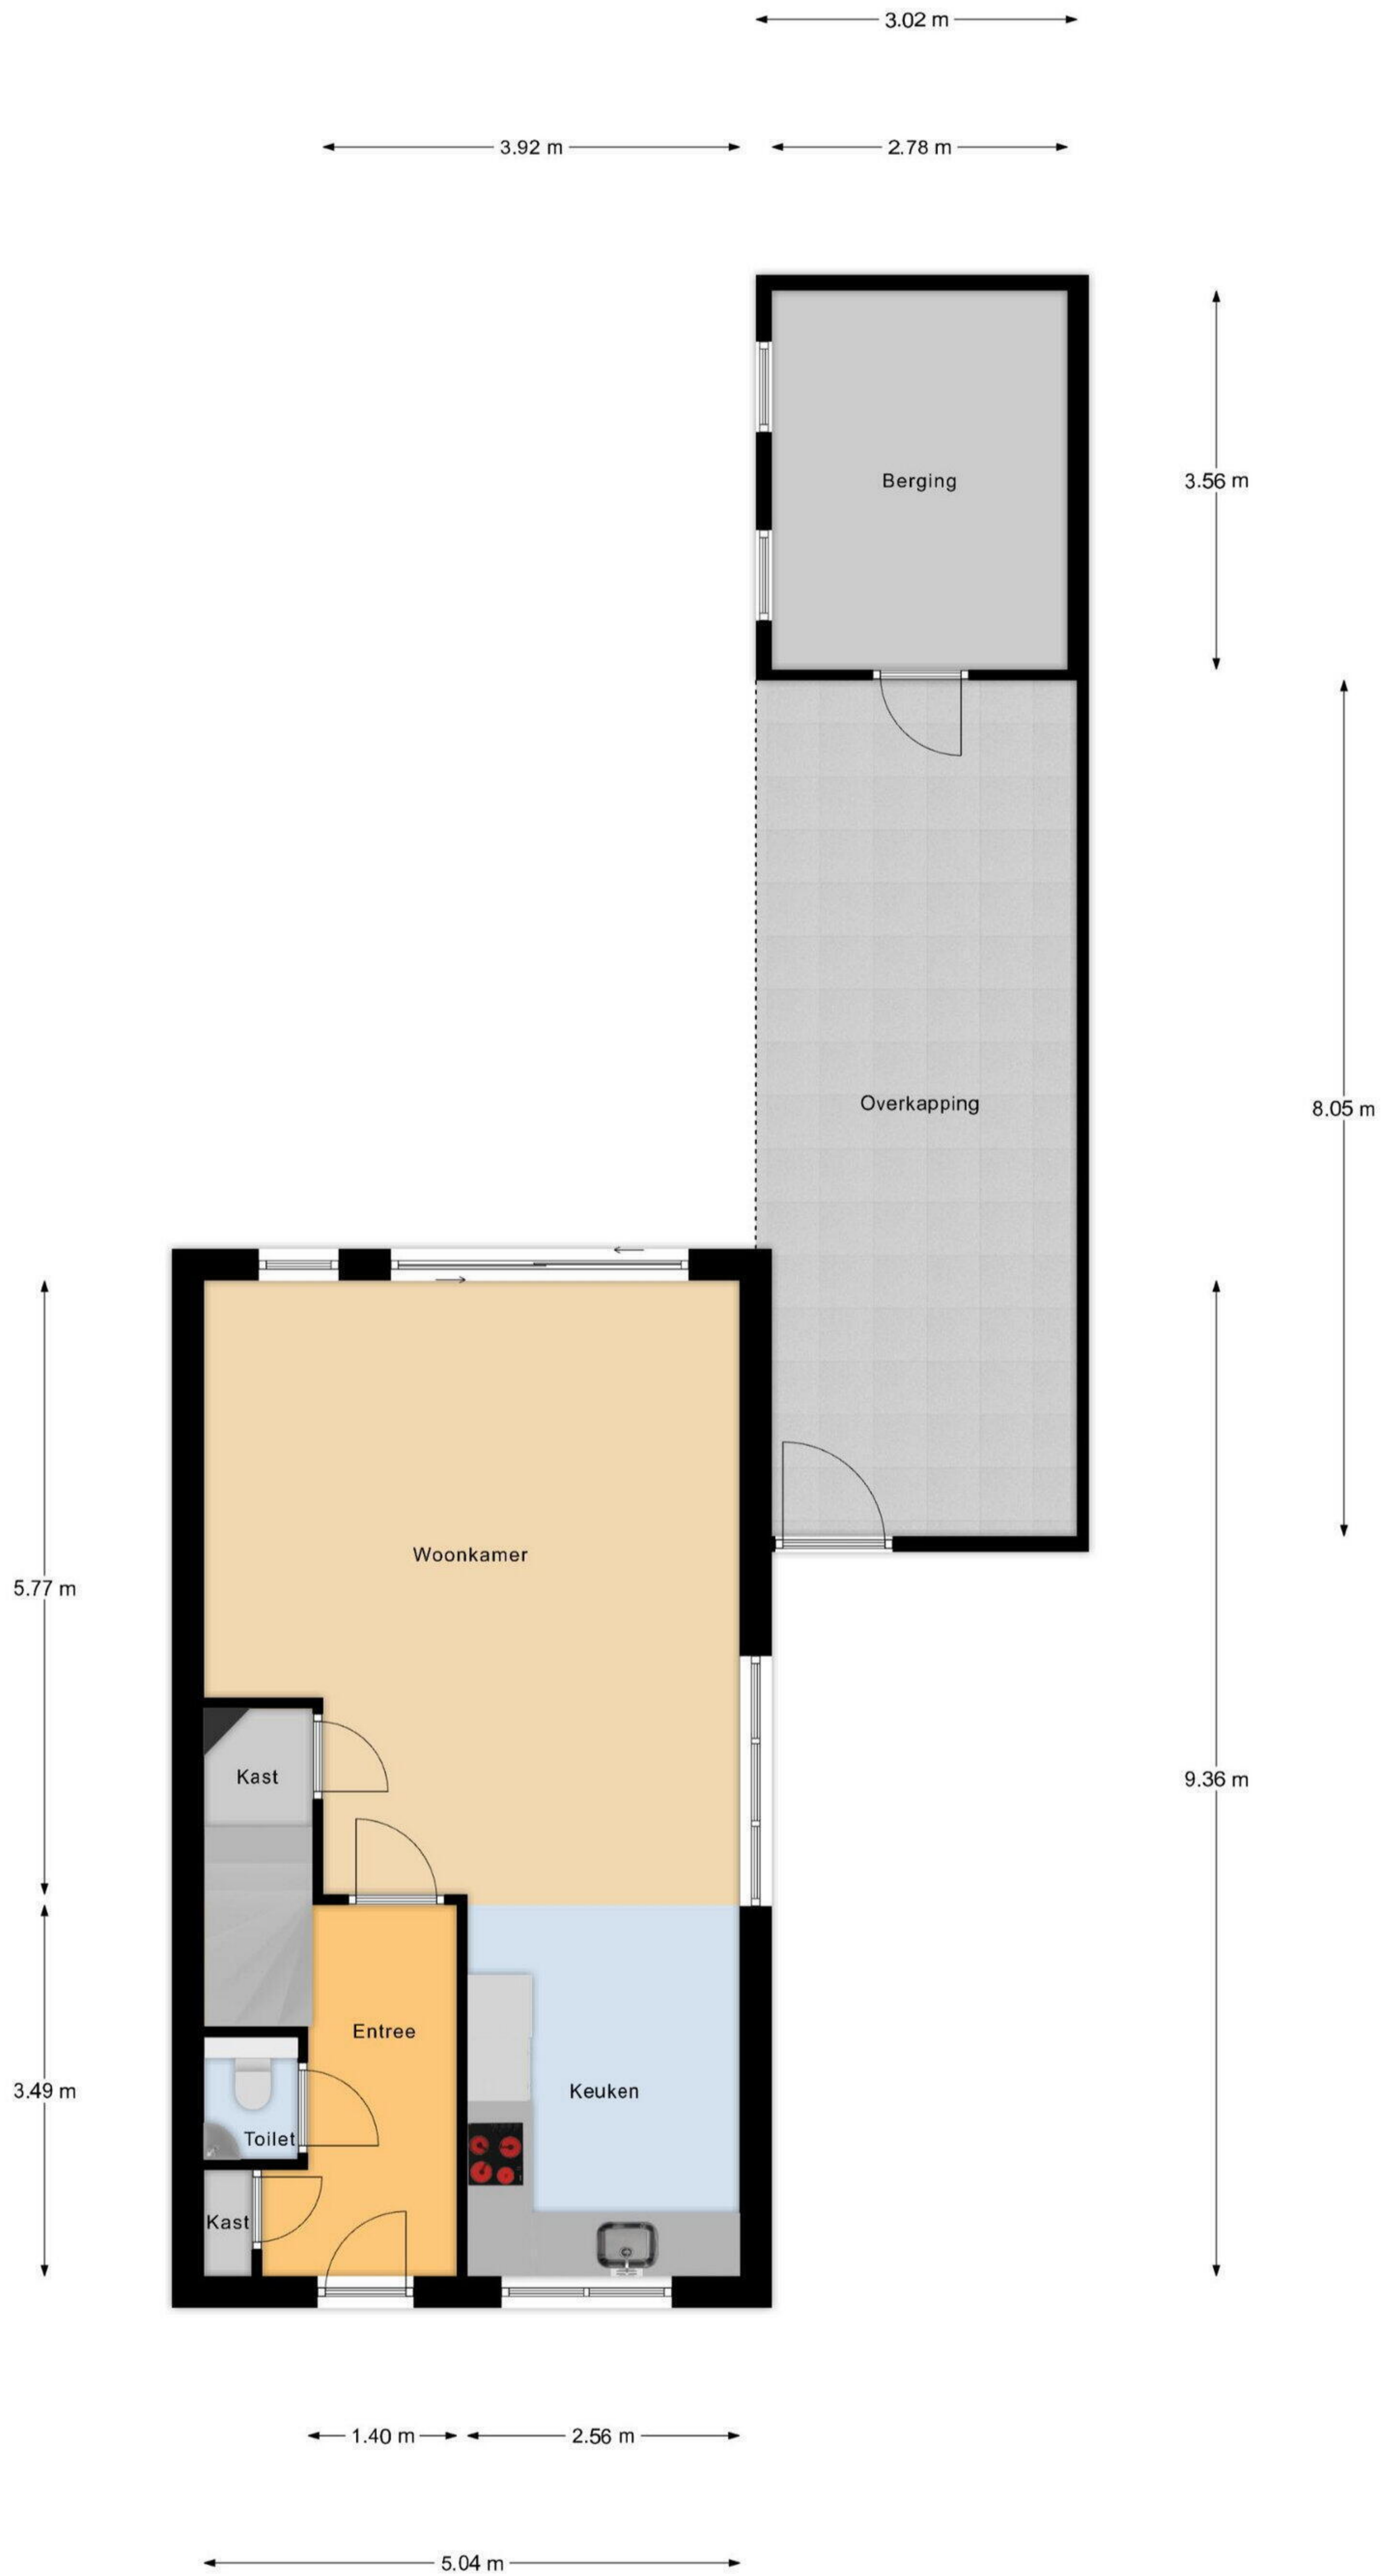 3.02 m
3.92 m
2.78 m
Berging
3.56 m
Overkapping
8.05 m
Woonkamer
5.77 m
Kast
9.36 m
Entree
3.49 m
Keuken
Toilet
Kast
1.40 m
2.56 m
5.04 m